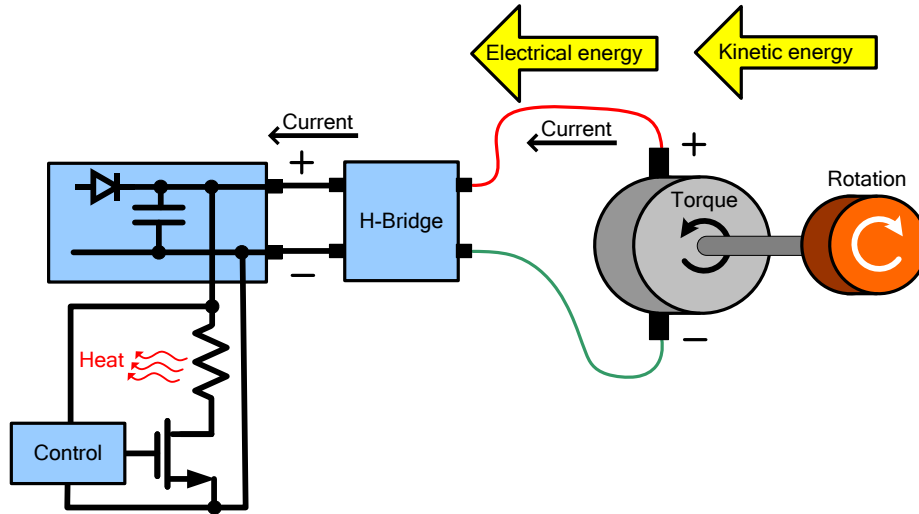 Electrical energy
Kinetic energy
Current
Current
+
+
Rotation
Torque
H-Bridge
−
−
Heat
Control